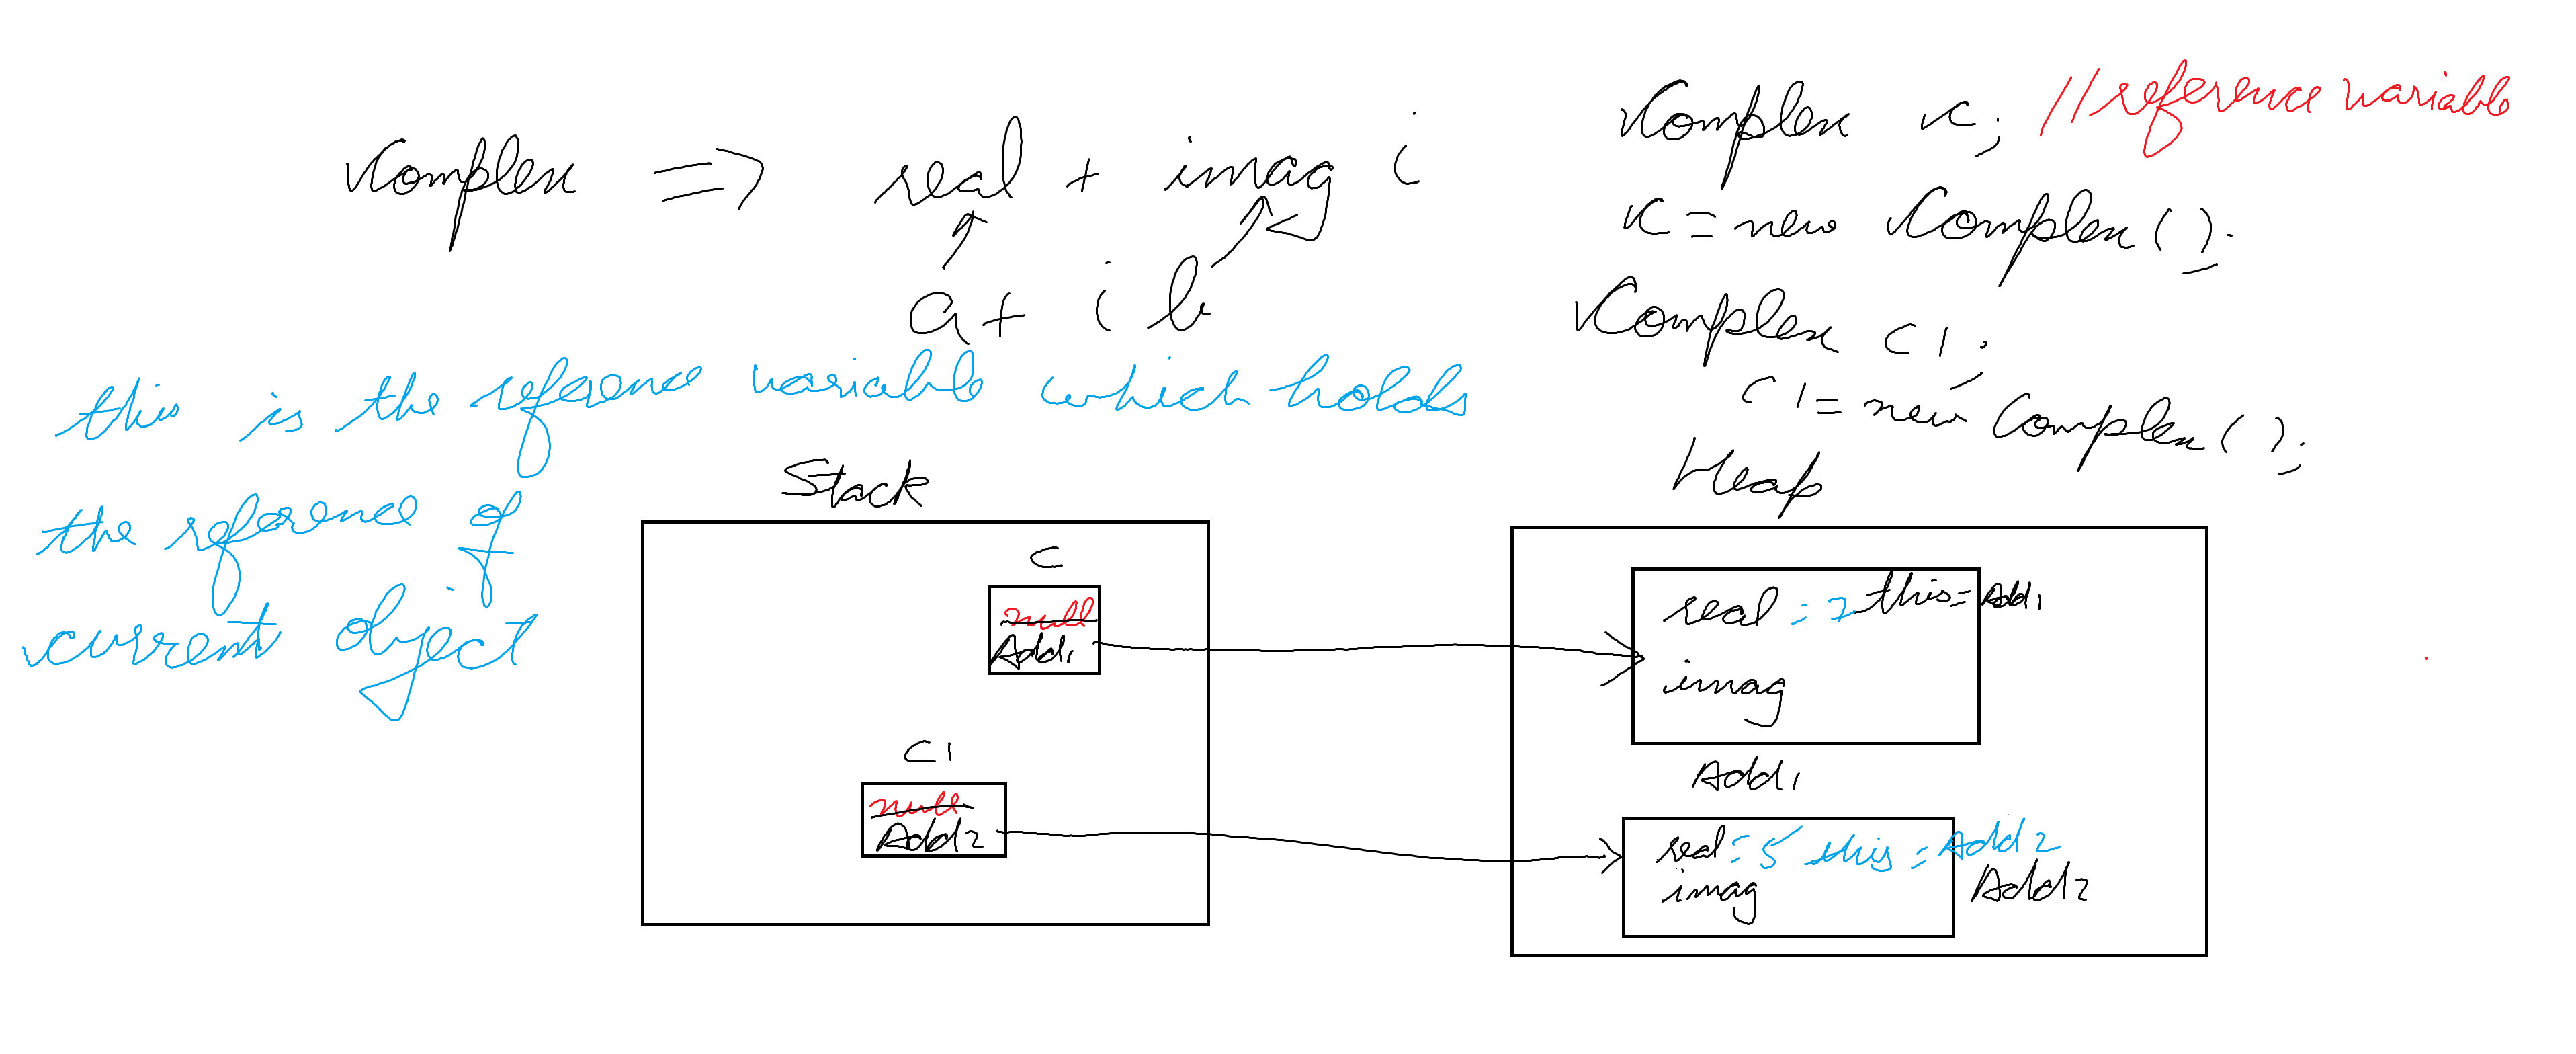 Complex ⇒ real + imag i
a + i b
Complex c; //reference variable
c = new Complex();
Complex c1;
c1 = new Complex();
this is the reference variable which holds
the reference of
current object
Stack
C
null
Add1
C1
null
Add2
Heap
real = 7 this = Add1
imag
Add1
real = 5 this = Add2
imag
Add2